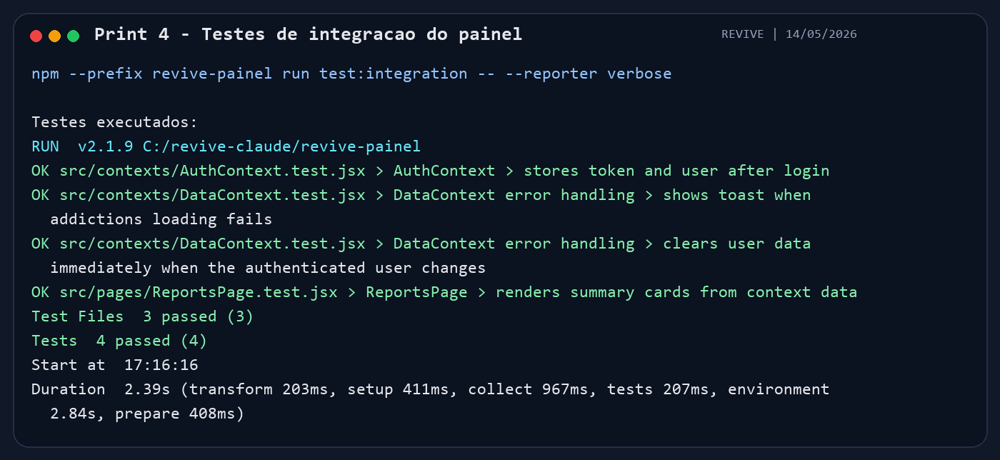 Print 4 - Testes de integracao do painel
REVIVE | 14/05/2026
npm --prefix revive-painel run test:integration -- --reporter verbose
Testes executados:
RUN  v2.1.9 C:/revive-claude/revive-painel
OK src/contexts/AuthContext.test.jsx > AuthContext > stores token and user after login
OK src/contexts/DataContext.test.jsx > DataContext error handling > shows toast when
addictions loading fails
OK src/contexts/DataContext.test.jsx > DataContext error handling > clears user data
immediately when the authenticated user changes
OK src/pages/ReportsPage.test.jsx > ReportsPage > renders summary cards from context data
Test Files  3 passed (3)
Tests  4 passed (4)
Start at  17:16:16
Duration  2.39s (transform 203ms, setup 411ms, collect 967ms, tests 207ms, environment
2.84s, prepare 408ms)